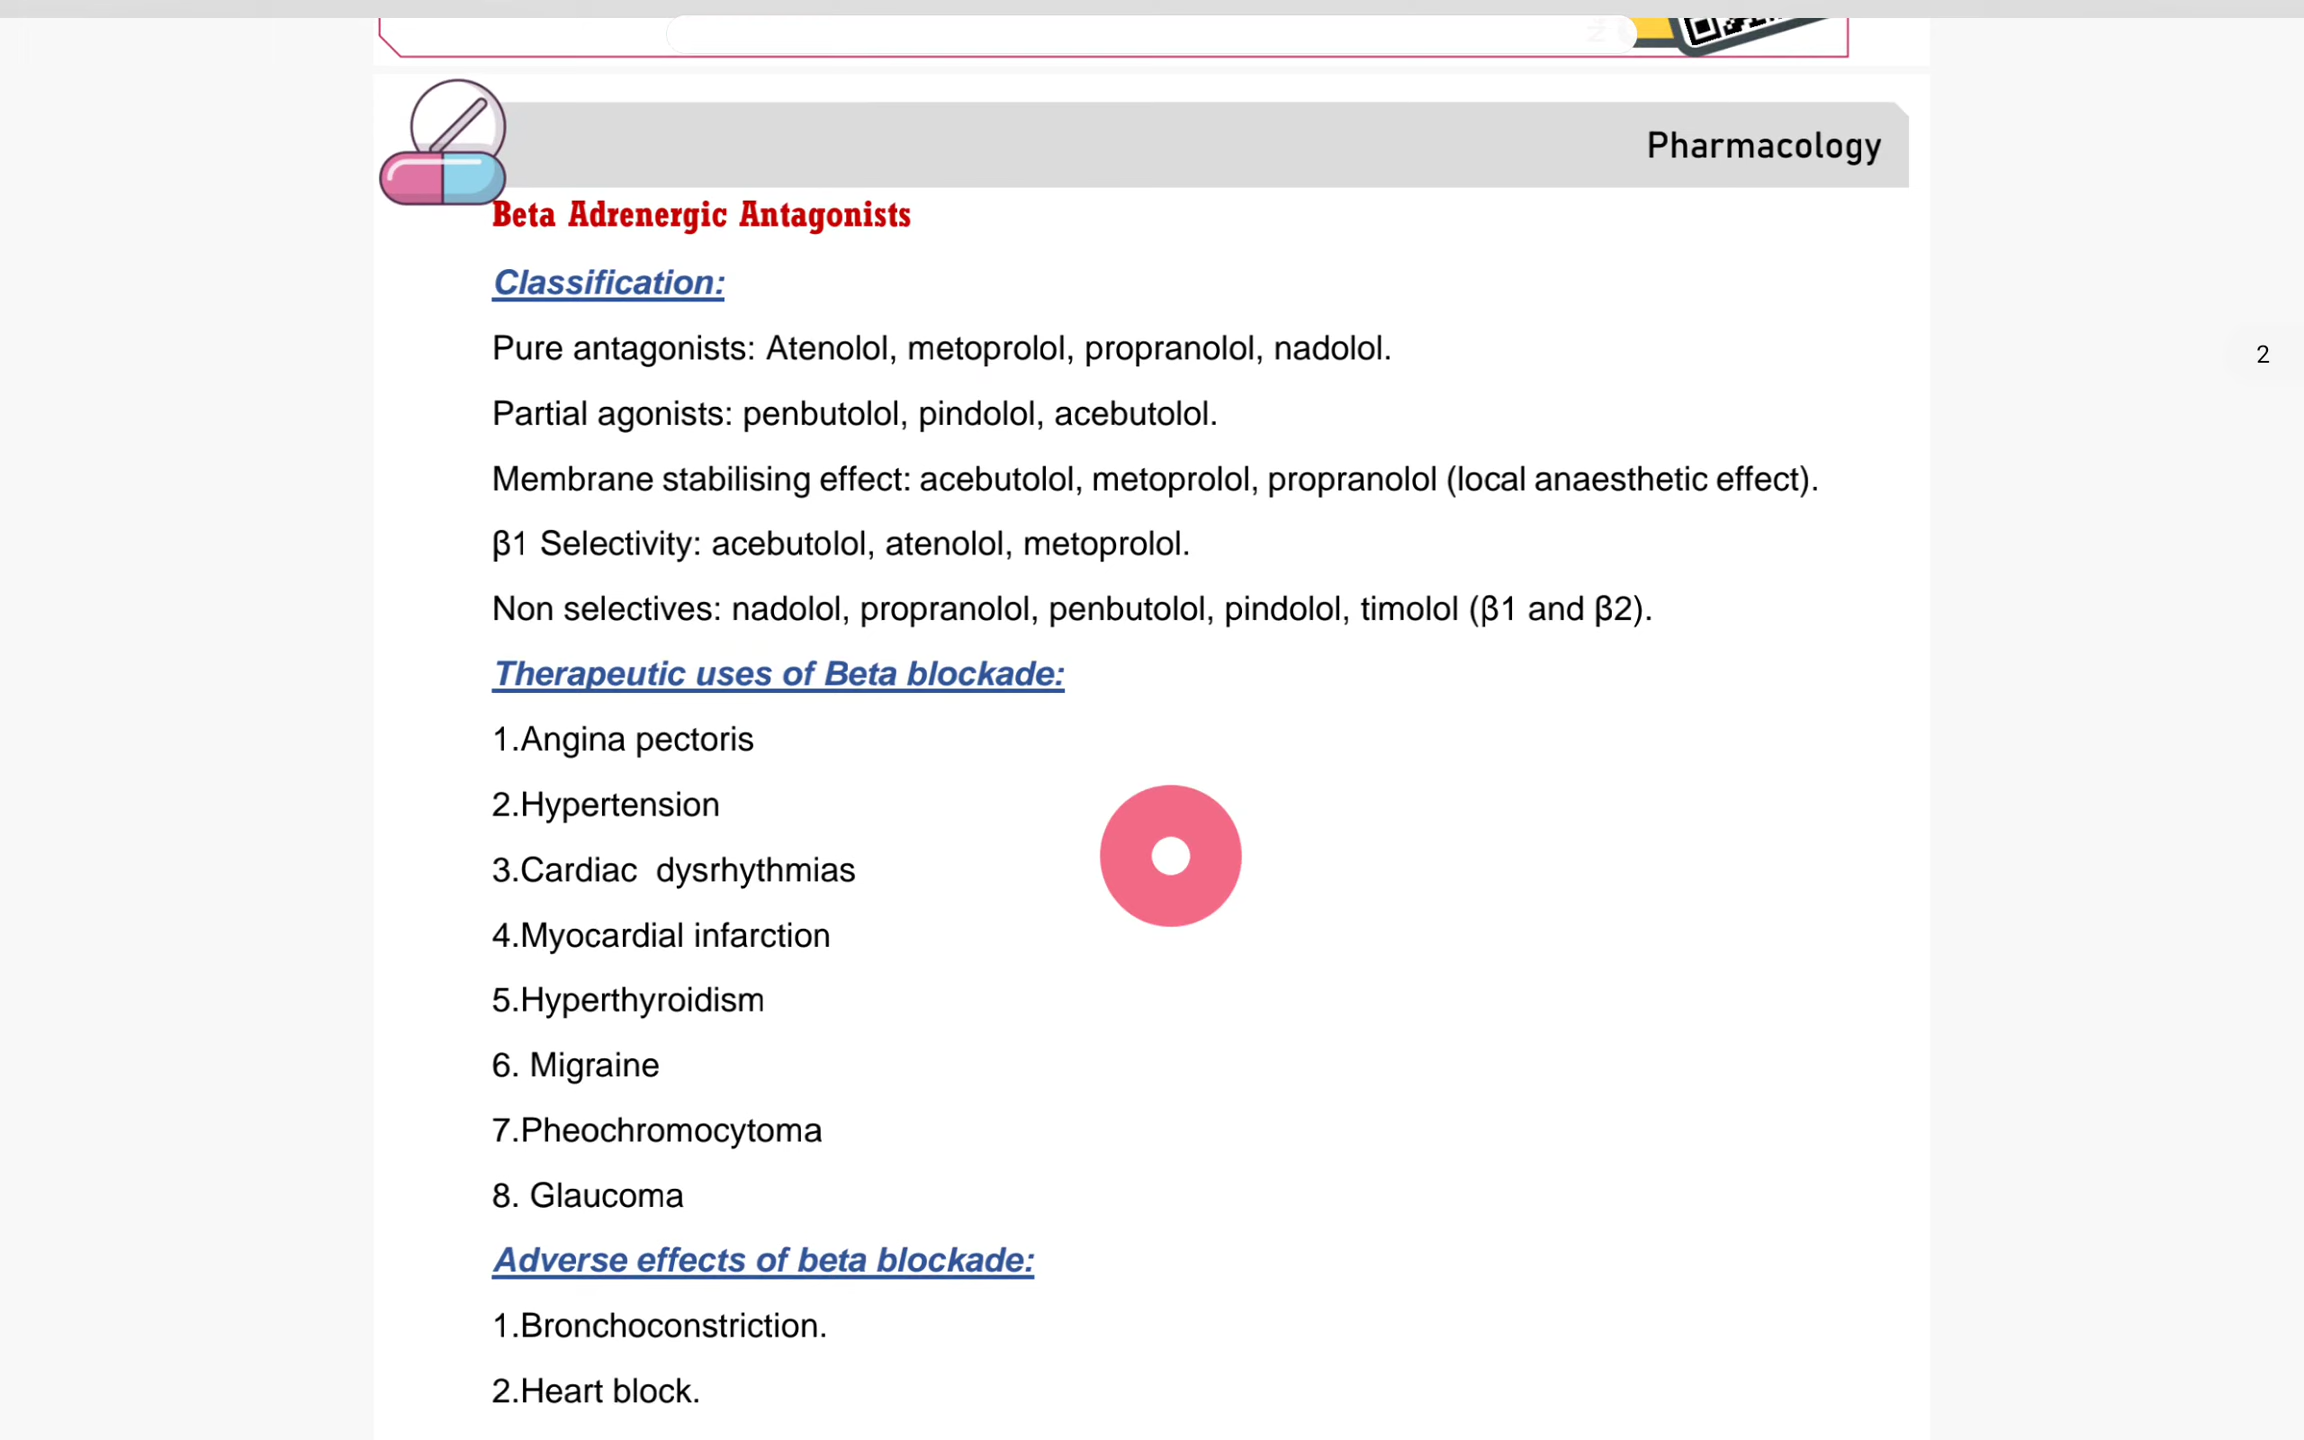 Pharmacology
Beta Adrenergic Antagonists
Classification:
Pure antagonists: Atenolol, metoprolol, propranolol, nadolol.
Partial agonists: penbutolol, pindolol, acebutolol.
Membrane stabilising effect: acebutolol, metoprolol, propranolol (local anaesthetic effect).
β1 Selectivity: acebutolol, atenolol, metoprolol.
Non selectives: nadolol, propranolol, penbutolol, pindolol, timolol (β1 and β2).
2
Therapeutic uses of Beta blockade:
1.Angina pectoris
2.Hypertension
3.Cardiac dysrhythmias
4.Myocardial infarction
5.Hyperthyroidism
6. Migraine
7.Pheochromocytoma
8. Glaucoma
Adverse effects of beta blockade:
1.Bronchoconstriction.
2.Heart block.